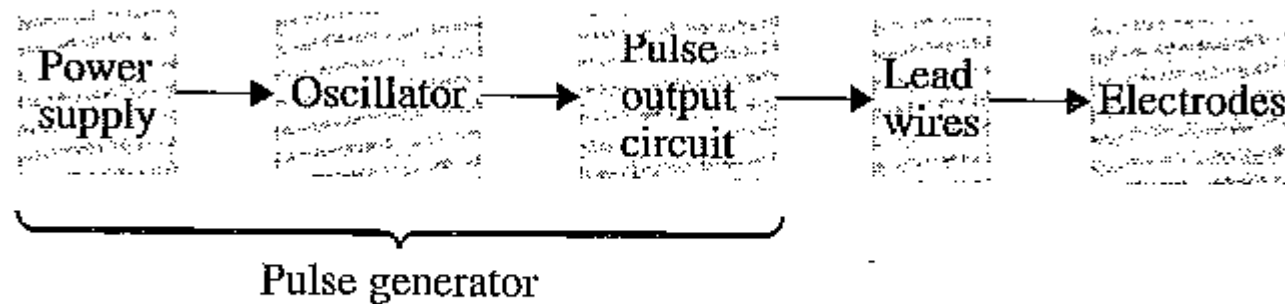 Power
supply
Oscillator
Pulse
output
circuit
Lead
wires
Electrodes
Pulse generator